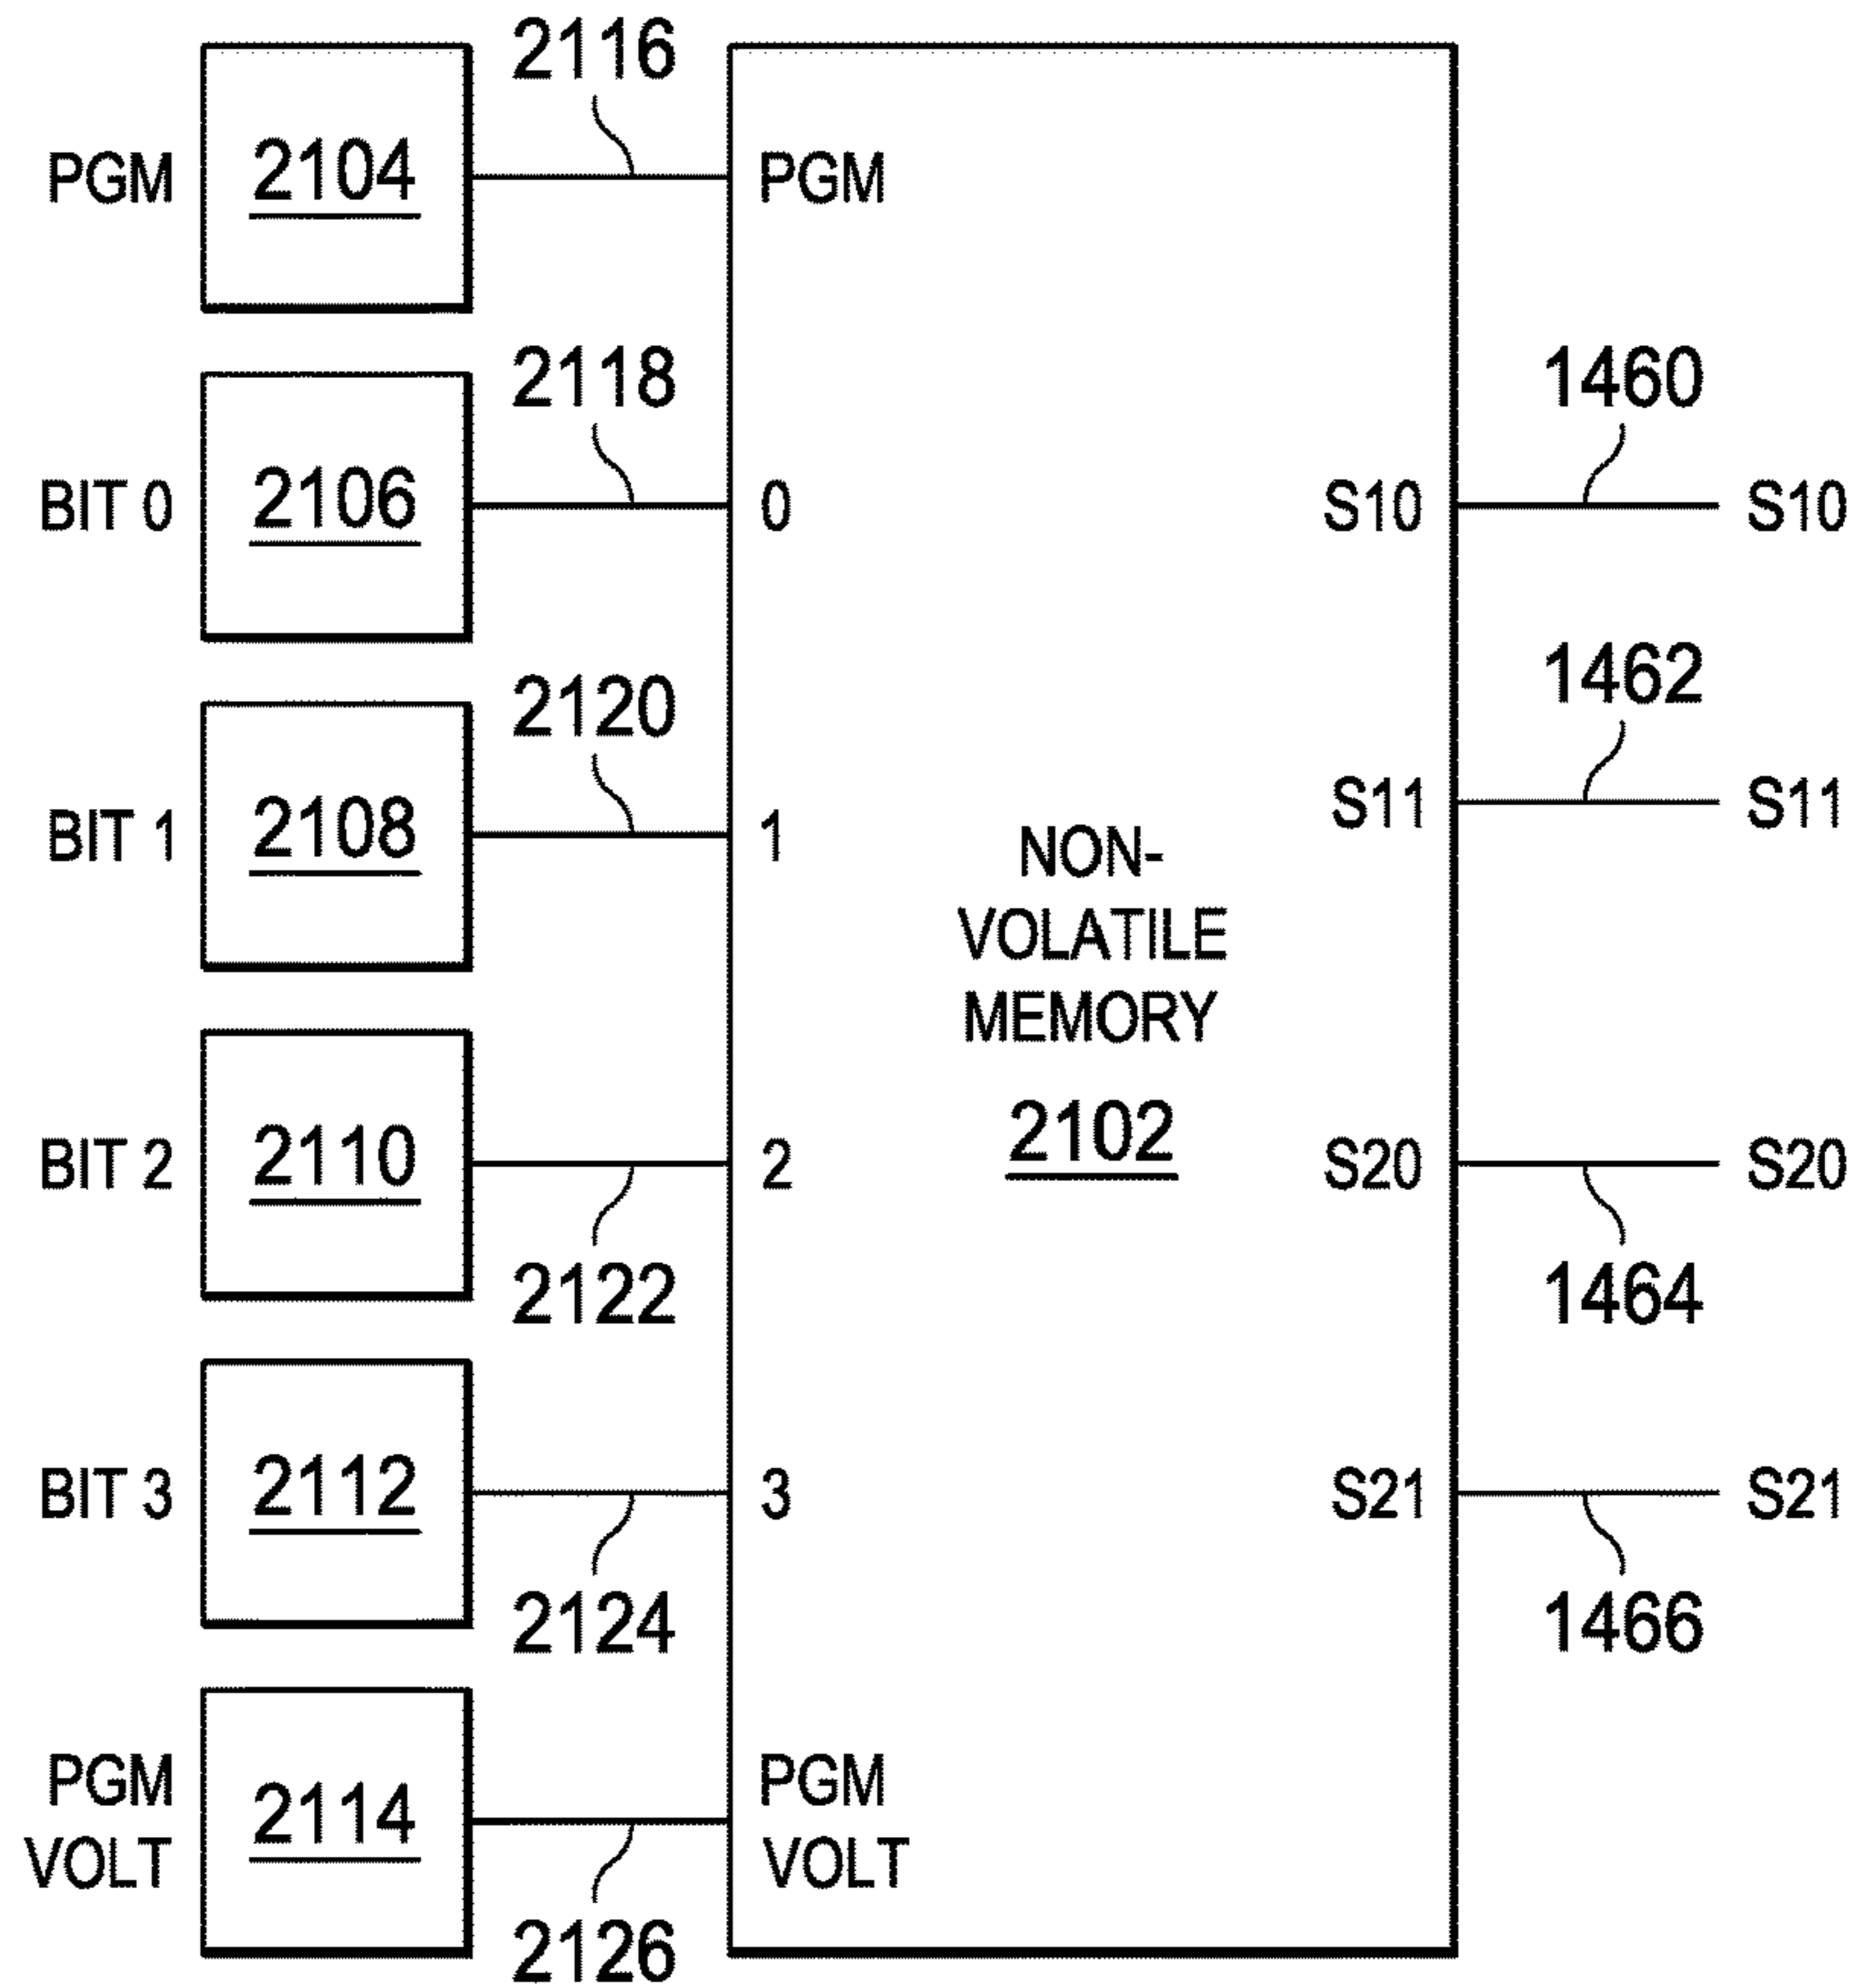 2116
PGM 2104 PGM
2118 1460
BIT 0 2106 0 S10 S10
2120 1462
BIT 1 2108 1 S11 S11
NON-
VOLATILE
MEMORY
2102
BIT 2 2110 2 S20 S20
2122 1464
BIT 3 2112 3 S21 S21
2124 1466
PGM
VOLT
2114
PGM
VOLT
2126